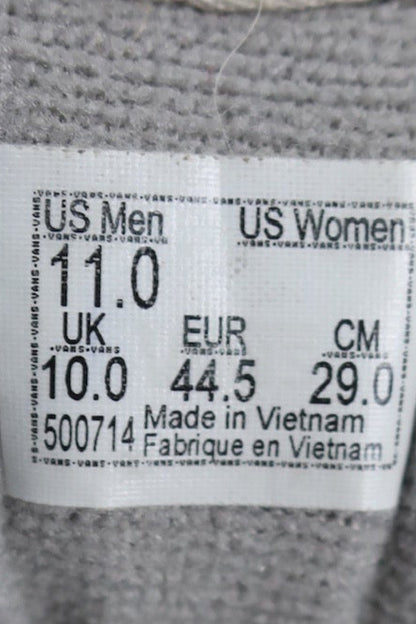 US Men US Women
11.0
UK EUR CM
10.0 44.5 29.0
500714 Made in Vietnam
Fabrique en Vietnam